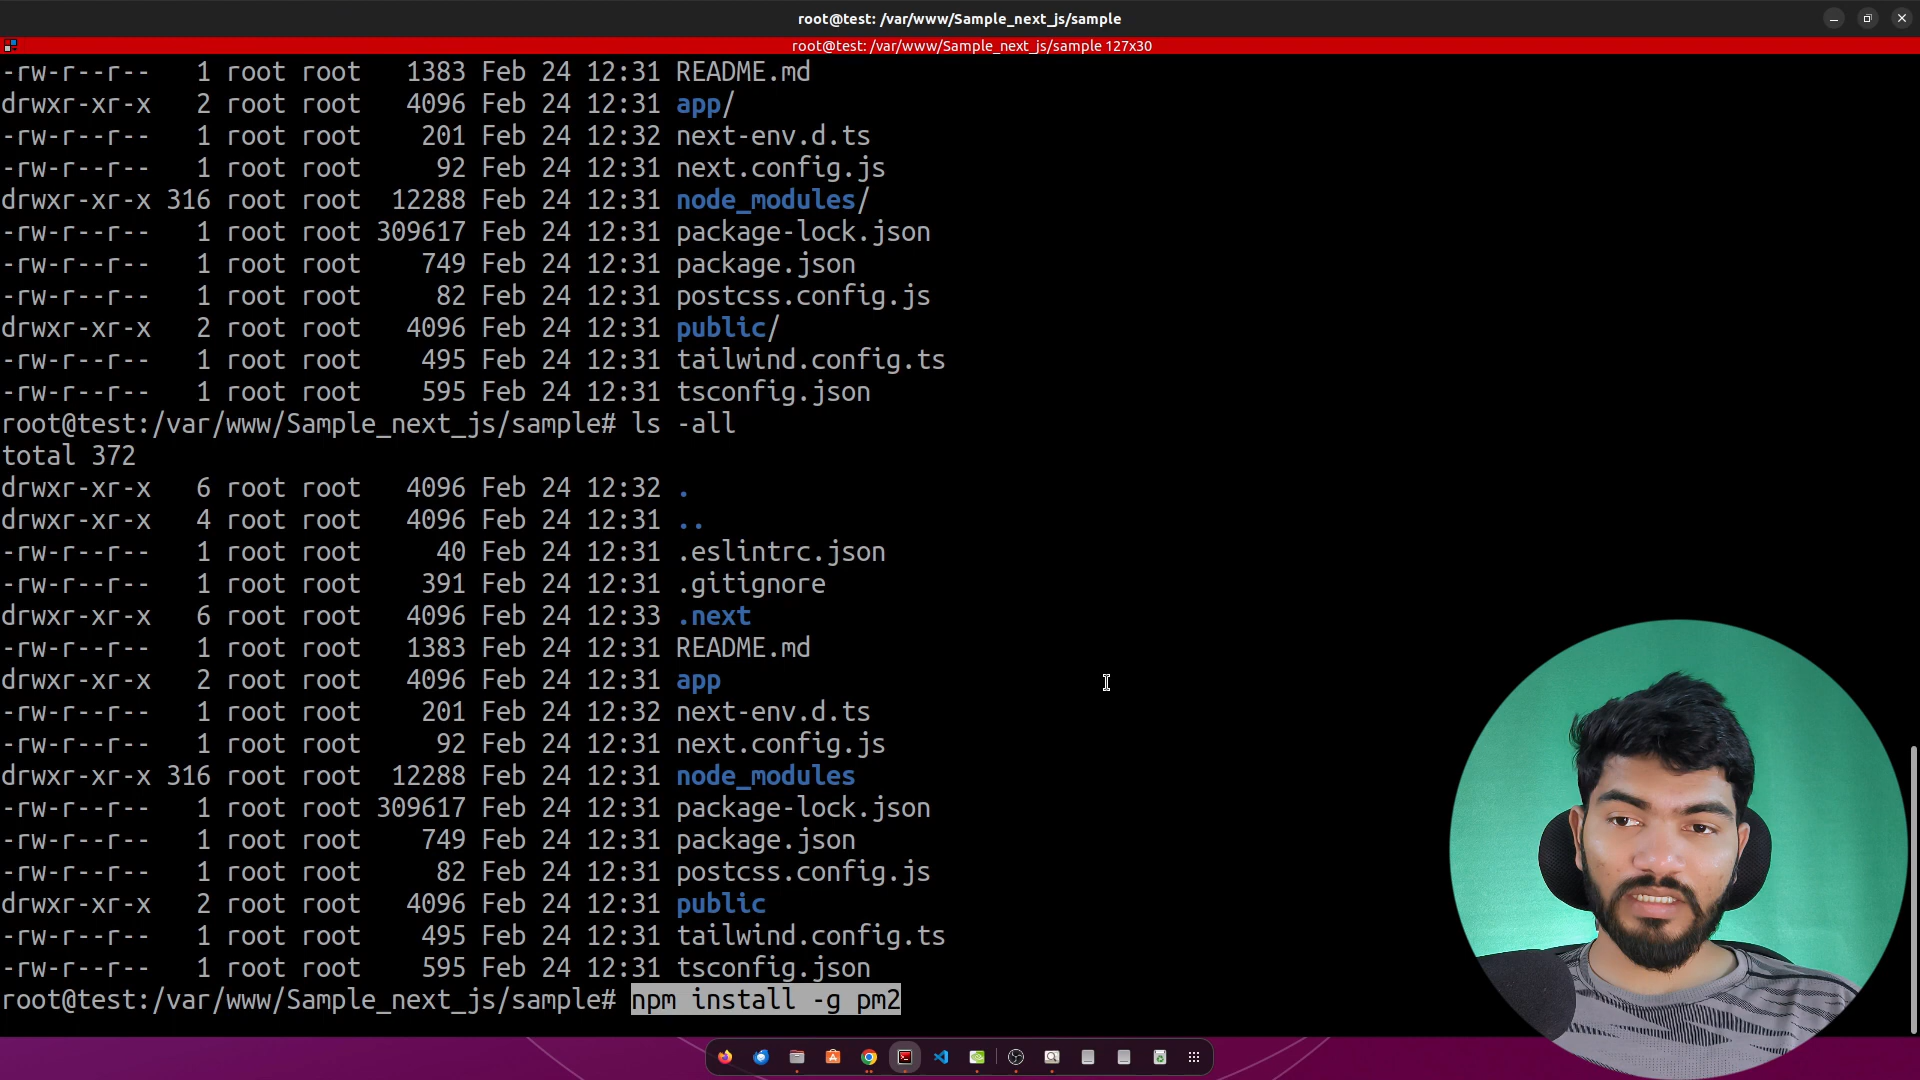 root@test: /var/www/Sample_next_js/sample
root@test: /var/www/Sample_next_js/sample 127x30
-rw-r--r-- 1 root root 1383 Feb 24 12:31 README.md
drwxr-xr-x 2 root root 4096 Feb 24 12:31 app/
-rw-r--r-- 1 root root 201 Feb 24 12:32 next-env.d.ts
-rw-r--r-- 1 root root 92 Feb 24 12:31 next.config.js
drwxr-xr-x 316 root root 12288 Feb 24 12:31 node_modules/
-rw-r--r-- 1 root root 309617 Feb 24 12:31 package-lock.json
-rw-r--r-- 1 root root 749 Feb 24 12:31 package.json
-rw-r--r-- 1 root root 82 Feb 24 12:31 postcss.config.js
drwxr-xr-x 2 root root 4096 Feb 24 12:31 public/
-rw-r--r-- 1 root root 495 Feb 24 12:31 tailwind.config.ts
-rw-r--r-- 1 root root 595 Feb 24 12:31 tsconfig.json
root@test:/var/www/Sample_next_js/sample# ls -all
total 372
drwxr-xr-x 6 root root 4096 Feb 24 12:32 .
drwxr-xr-x 4 root root 4096 Feb 24 12:31 ..
-rw-r--r-- 1 root root 40 Feb 24 12:31 .eslintrc.json
-rw-r--r-- 1 root root 391 Feb 24 12:31 .gitignore
drwxr-xr-x 6 root root 4096 Feb 24 12:33 .next
-rw-r--r-- 1 root root 1383 Feb 24 12:31 README.md
drwxr-xr-x 2 root root 4096 Feb 24 12:31 app
-rw-r--r-- 1 root root 201 Feb 24 12:32 next-env.d.ts
-rw-r--r-- 1 root root 92 Feb 24 12:31 next.config.js
drwxr-xr-x 316 root root 12288 Feb 24 12:31 node_modules
-rw-r--r-- 1 root root 309617 Feb 24 12:31 package-lock.json
-rw-r--r-- 1 root root 749 Feb 24 12:31 package.json
-rw-r--r-- 1 root root 82 Feb 24 12:31 postcss.config.js
drwxr-xr-x 2 root root 4096 Feb 24 12:31 public
-rw-r--r-- 1 root root 495 Feb 24 12:31 tailwind.config.ts
-rw-r--r-- 1 root root 595 Feb 24 12:31 tsconfig.json
root@test:/var/www/Sample_next_js/sample# npm install -g pm2